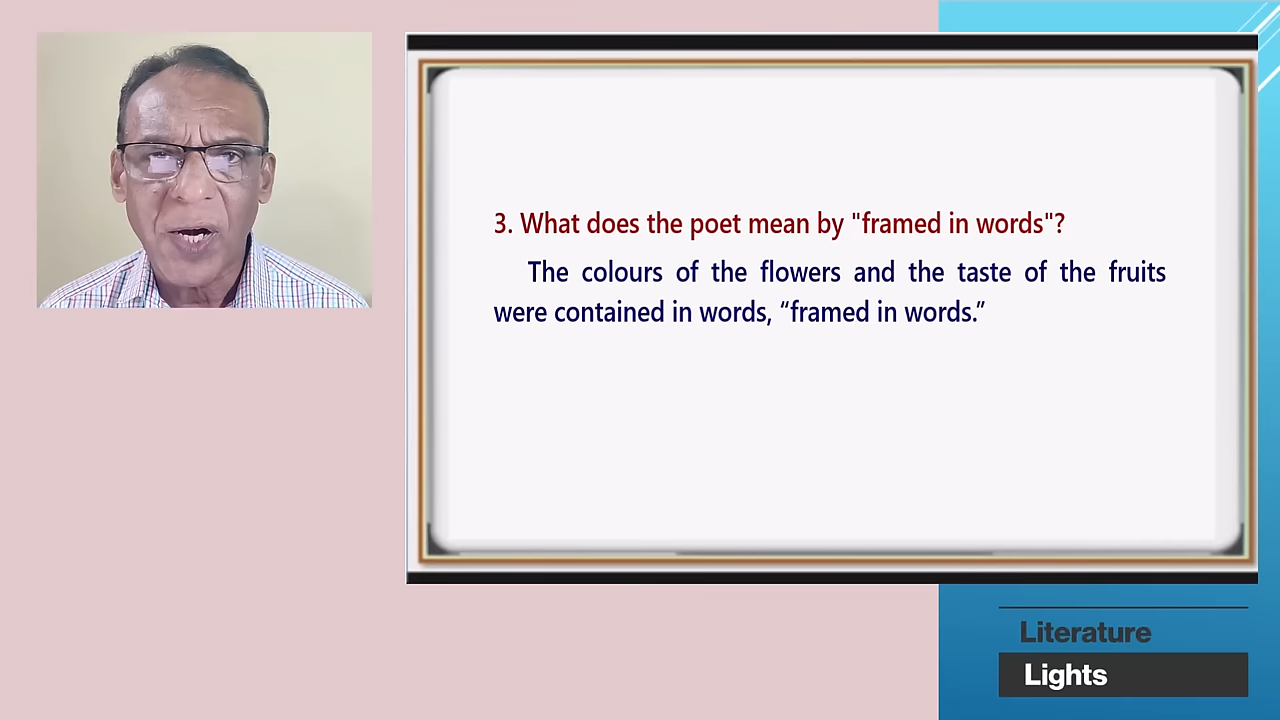 3. What does the poet mean by "framed in words"?
The colours of the flowers and the taste of the fruits
were contained in words, “framed in words.”
Literature
Lights